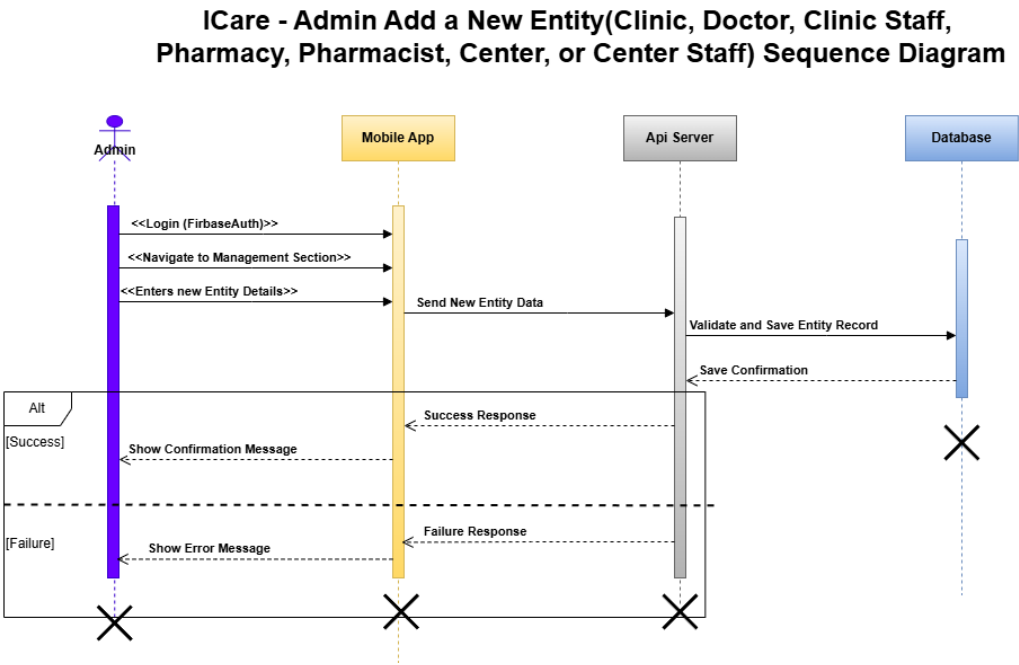 ICare - Admin Add a New Entity(Clinic, Doctor, Clinic Staff,
Pharmacy, Pharmacist, Center, or Center Staff) Sequence Diagram
Admin
Mobile App
Api Server
Database
<<Login (FirbaseAuth)>>
<<Navigate to Management Section>>
<<Enters new Entity Details>>
Send New Entity Data
Validate and Save Entity Record
Save Confirmation
Alt
Success Response
[Success]
Show Confirmation Message
Failure Response
[Failure]
Show Error Message